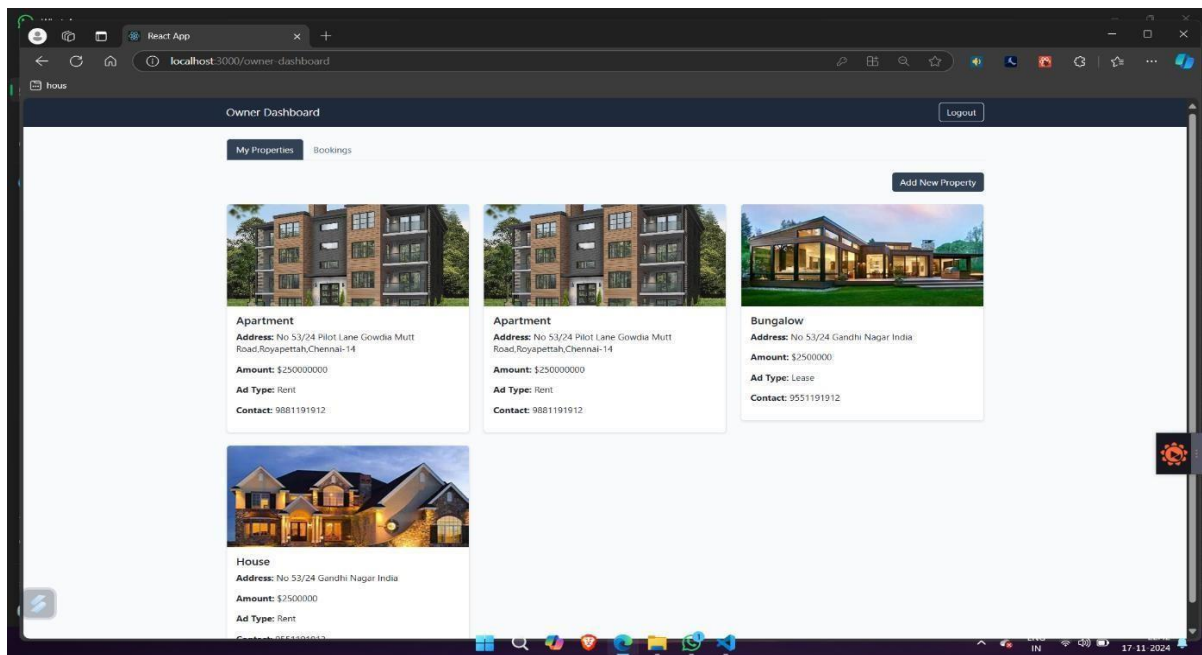 React App
localhost:3000/owner-dashboard
hous
Owner Dashboard
Logout
My Properties
Bookings
Add New Property
Apartment
Address: No 53/24 Pilot Lane Gowdia Mutt
Road,Royapettah,Chennai-14
Amount: $250000000
Ad Type: Rent
Contact: 9881191912
Apartment
Address: No 53/24 Pilot Lane Gowdia Mutt
Road,Royapettah,Chennai-14
Amount: $250000000
Ad Type: Rent
Contact: 9881191912
Bungalow
Address: No 53/24 Gandhi Nagar India
Amount: $2500000
Ad Type: Lease
Contact: 9551191912
House
Address: No 53/24 Gandhi Nagar India
Amount: $2500000
Ad Type: Rent
IN
17-11-2024